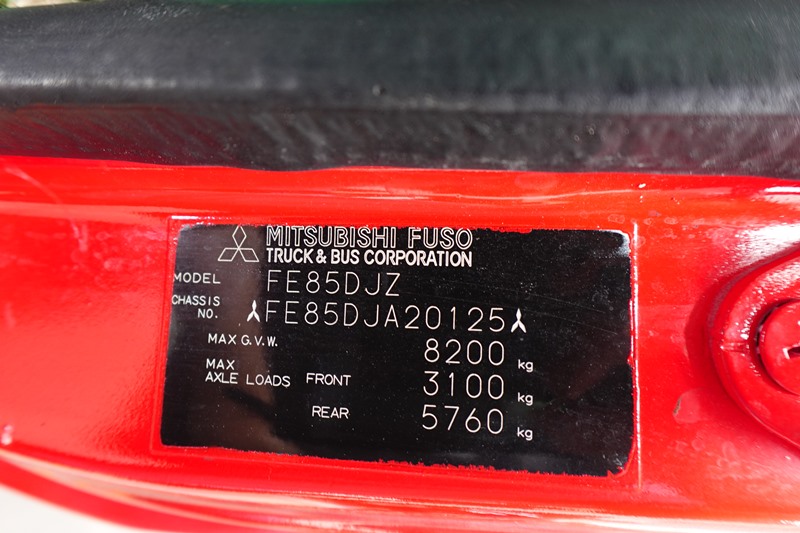 MITSUBISHI FUSO
TRUCK & BUS CORPORATION
MODEL FE85DJZ
CHASSIS NO. FE85DJA20125
MAX G.V.W. 8200 kg
MAX AXLE LOADS FRONT 3100 kg
REAR 5760 kg